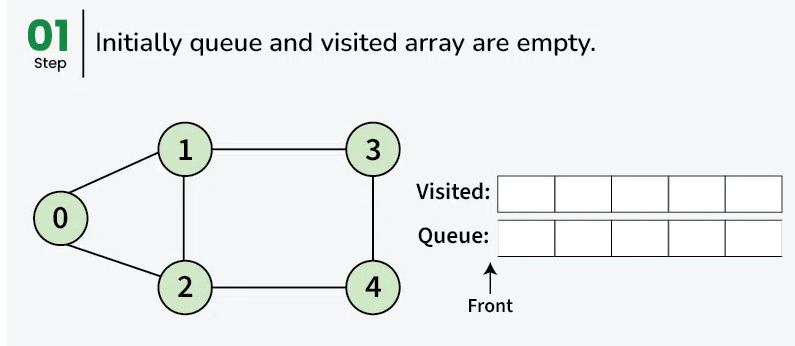 01
Step
Initially queue and visited array are empty.
1
3
0
2
4
Visited:
Queue:
Front